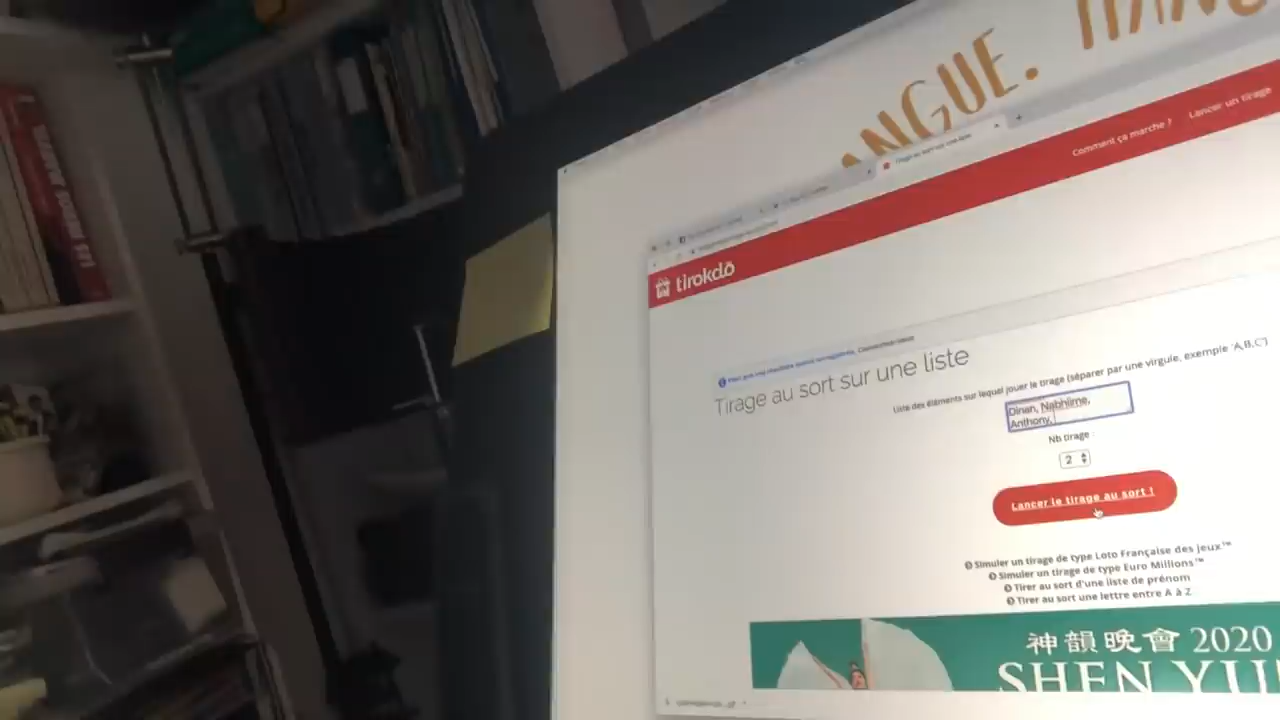 ANGUE.
Comment ça marche ?
Lancer un tirage
tirokdo
Tirage au sort sur une liste
Liste des éléments sur lequel jouer le tirage (séparer par une virgule, exemple 'A,B,C')
Dinan, Nabhiime,
Anthony,
Nb tirage :
2
Lancer le tirage au sort !
Simuler un tirage de type Loto Française des jeux™
Simuler un tirage de type Euro Millions™
Tirer au sort d'une liste de prénom
Tirer au sort une lettre entre A à Z
神韻晚會 2020
SHEN YU